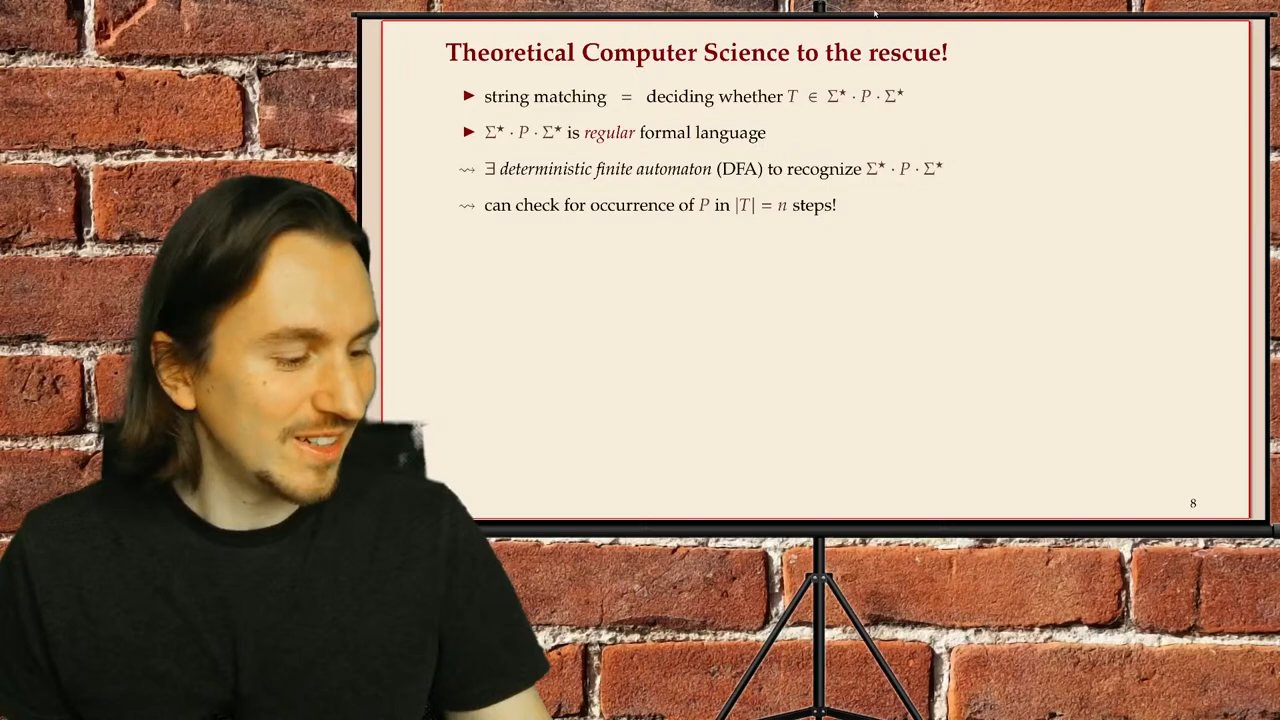 Theoretical Computer Science to the rescue!
▶ string matching = deciding whether T ∈ Σ★ · P · Σ★
▶ Σ★ · P · Σ★ is regular formal language
⇝ ∃ deterministic finite automaton (DFA) to recognize Σ★ · P · Σ★
⇝ can check for occurrence of P in |T| = n steps!
8